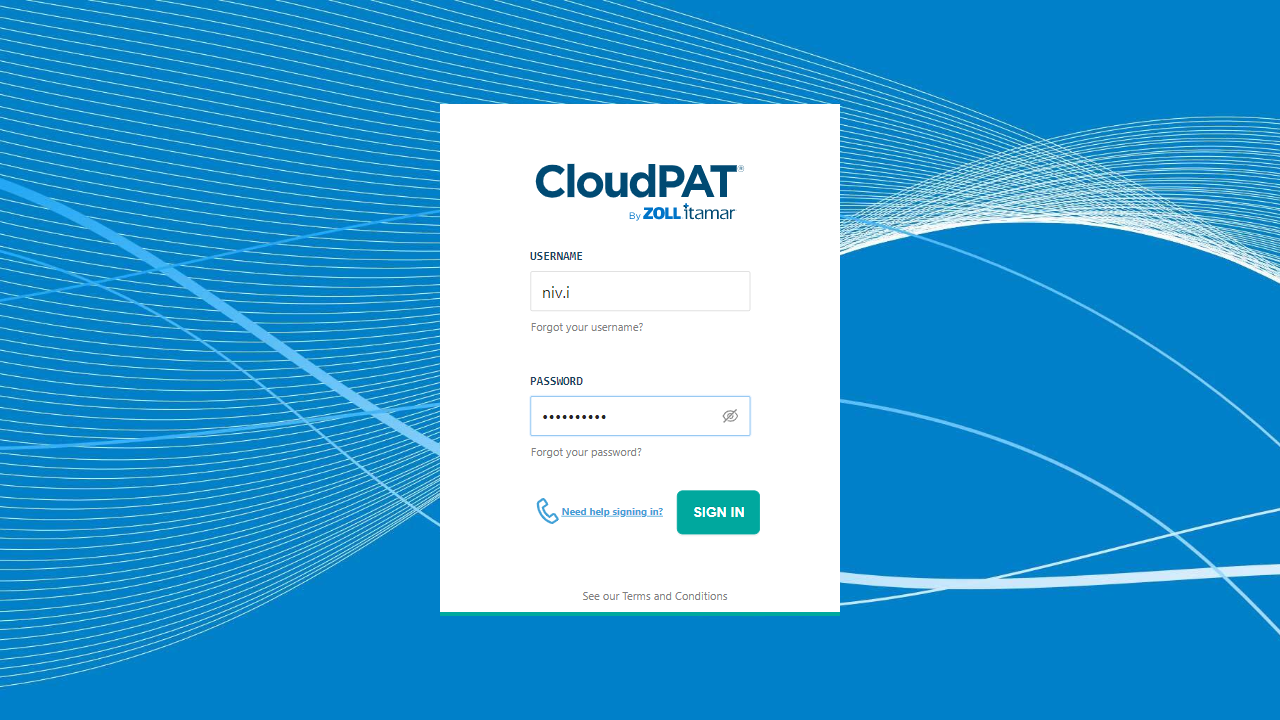 CloudPAT®
By ZOLL itamar
USERNAME
niv.i
Forgot your username?
PASSWORD
••••••••••
Forgot your password?
Need help signing in?
SIGN IN
See our Terms and Conditions